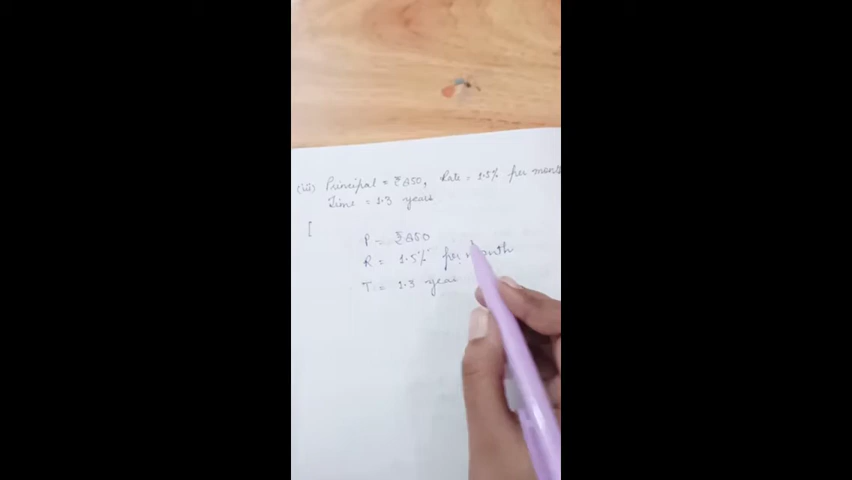 (iii) Principal = ₹850, Rate = 1.5% per month
Time = 1.3 years
[
P = ₹850
R = 1.5% per month
T = 1.3 year